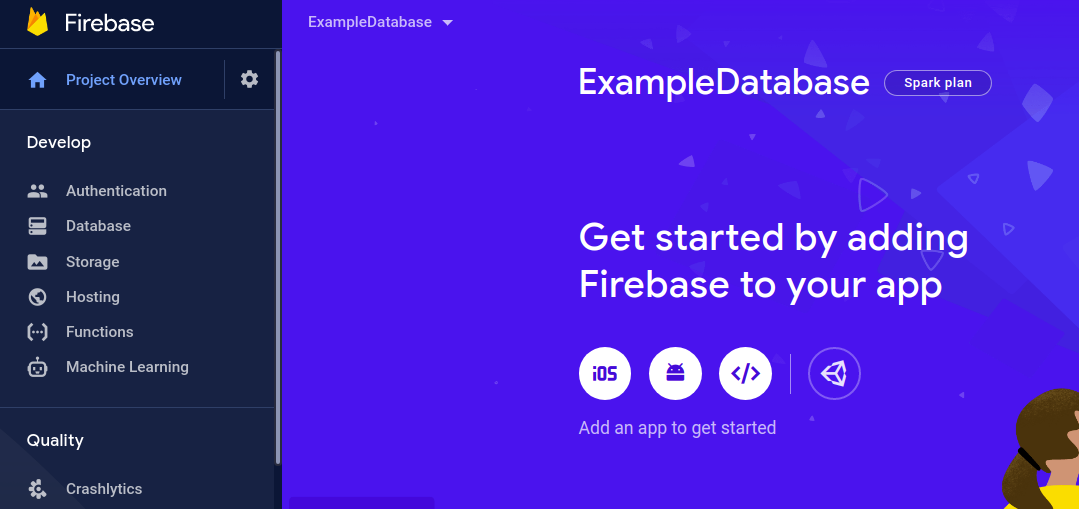 Firebase
Project Overview
Develop
Authentication
Database
Storage
Hosting
Functions
Machine Learning
Quality
Crashlytics
ExampleDatabase
ExampleDatabase Spark plan
Get started by adding
Firebase to your app
iOS
Add an app to get started